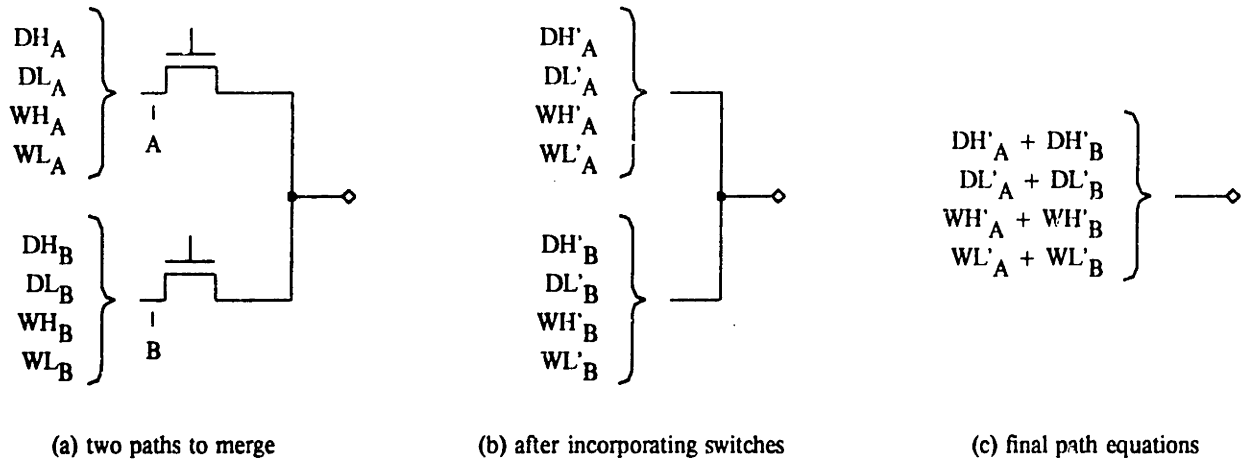 DH_A
DL_A
WH_A
WL_A
A
DH_B
DL_B
WH_B
WL_B
B
(a) two paths to merge
DH'_A
DL'_A
WH'_A
WL'_A
DH'_B
DL'_B
WH'_B
WL'_B
(b) after incorporating switches
DH'_A + DH'_B
DL'_A + DL'_B
WH'_A + WH'_B
WL'_A + WL'_B
(c) final path equations